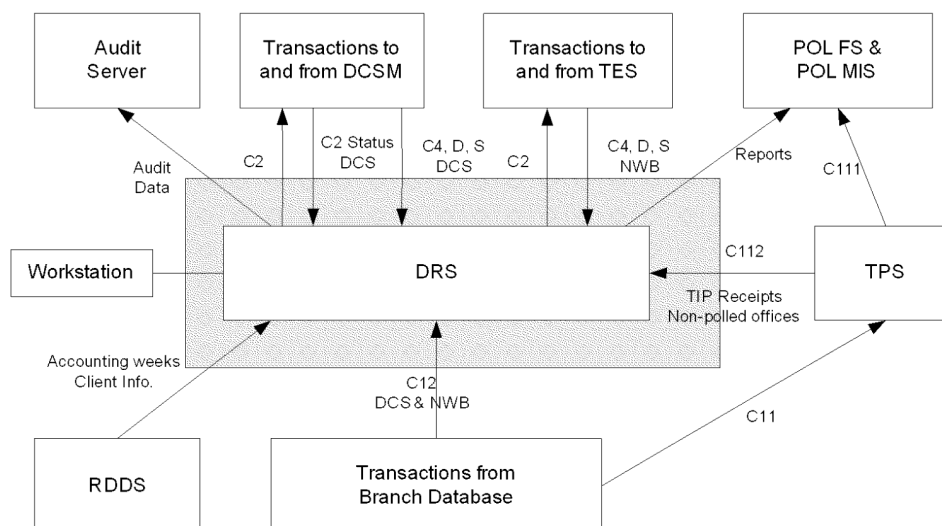 Audit
Server
Transactions to
and from DCSM
Transactions to
and from TES
POL FS &
POL MIS
C2
C2 Status
DCS
C4, D, S
DCS
C2
C4, D, S
NWB
Reports
C111
Audit
Data
Workstation
DRS
C112
TIP Receipts
Non-polled offices
TPS
Accounting weeks
Client Info.
C12
DCS & NWB
C11
RDDS
Transactions from
Branch Database